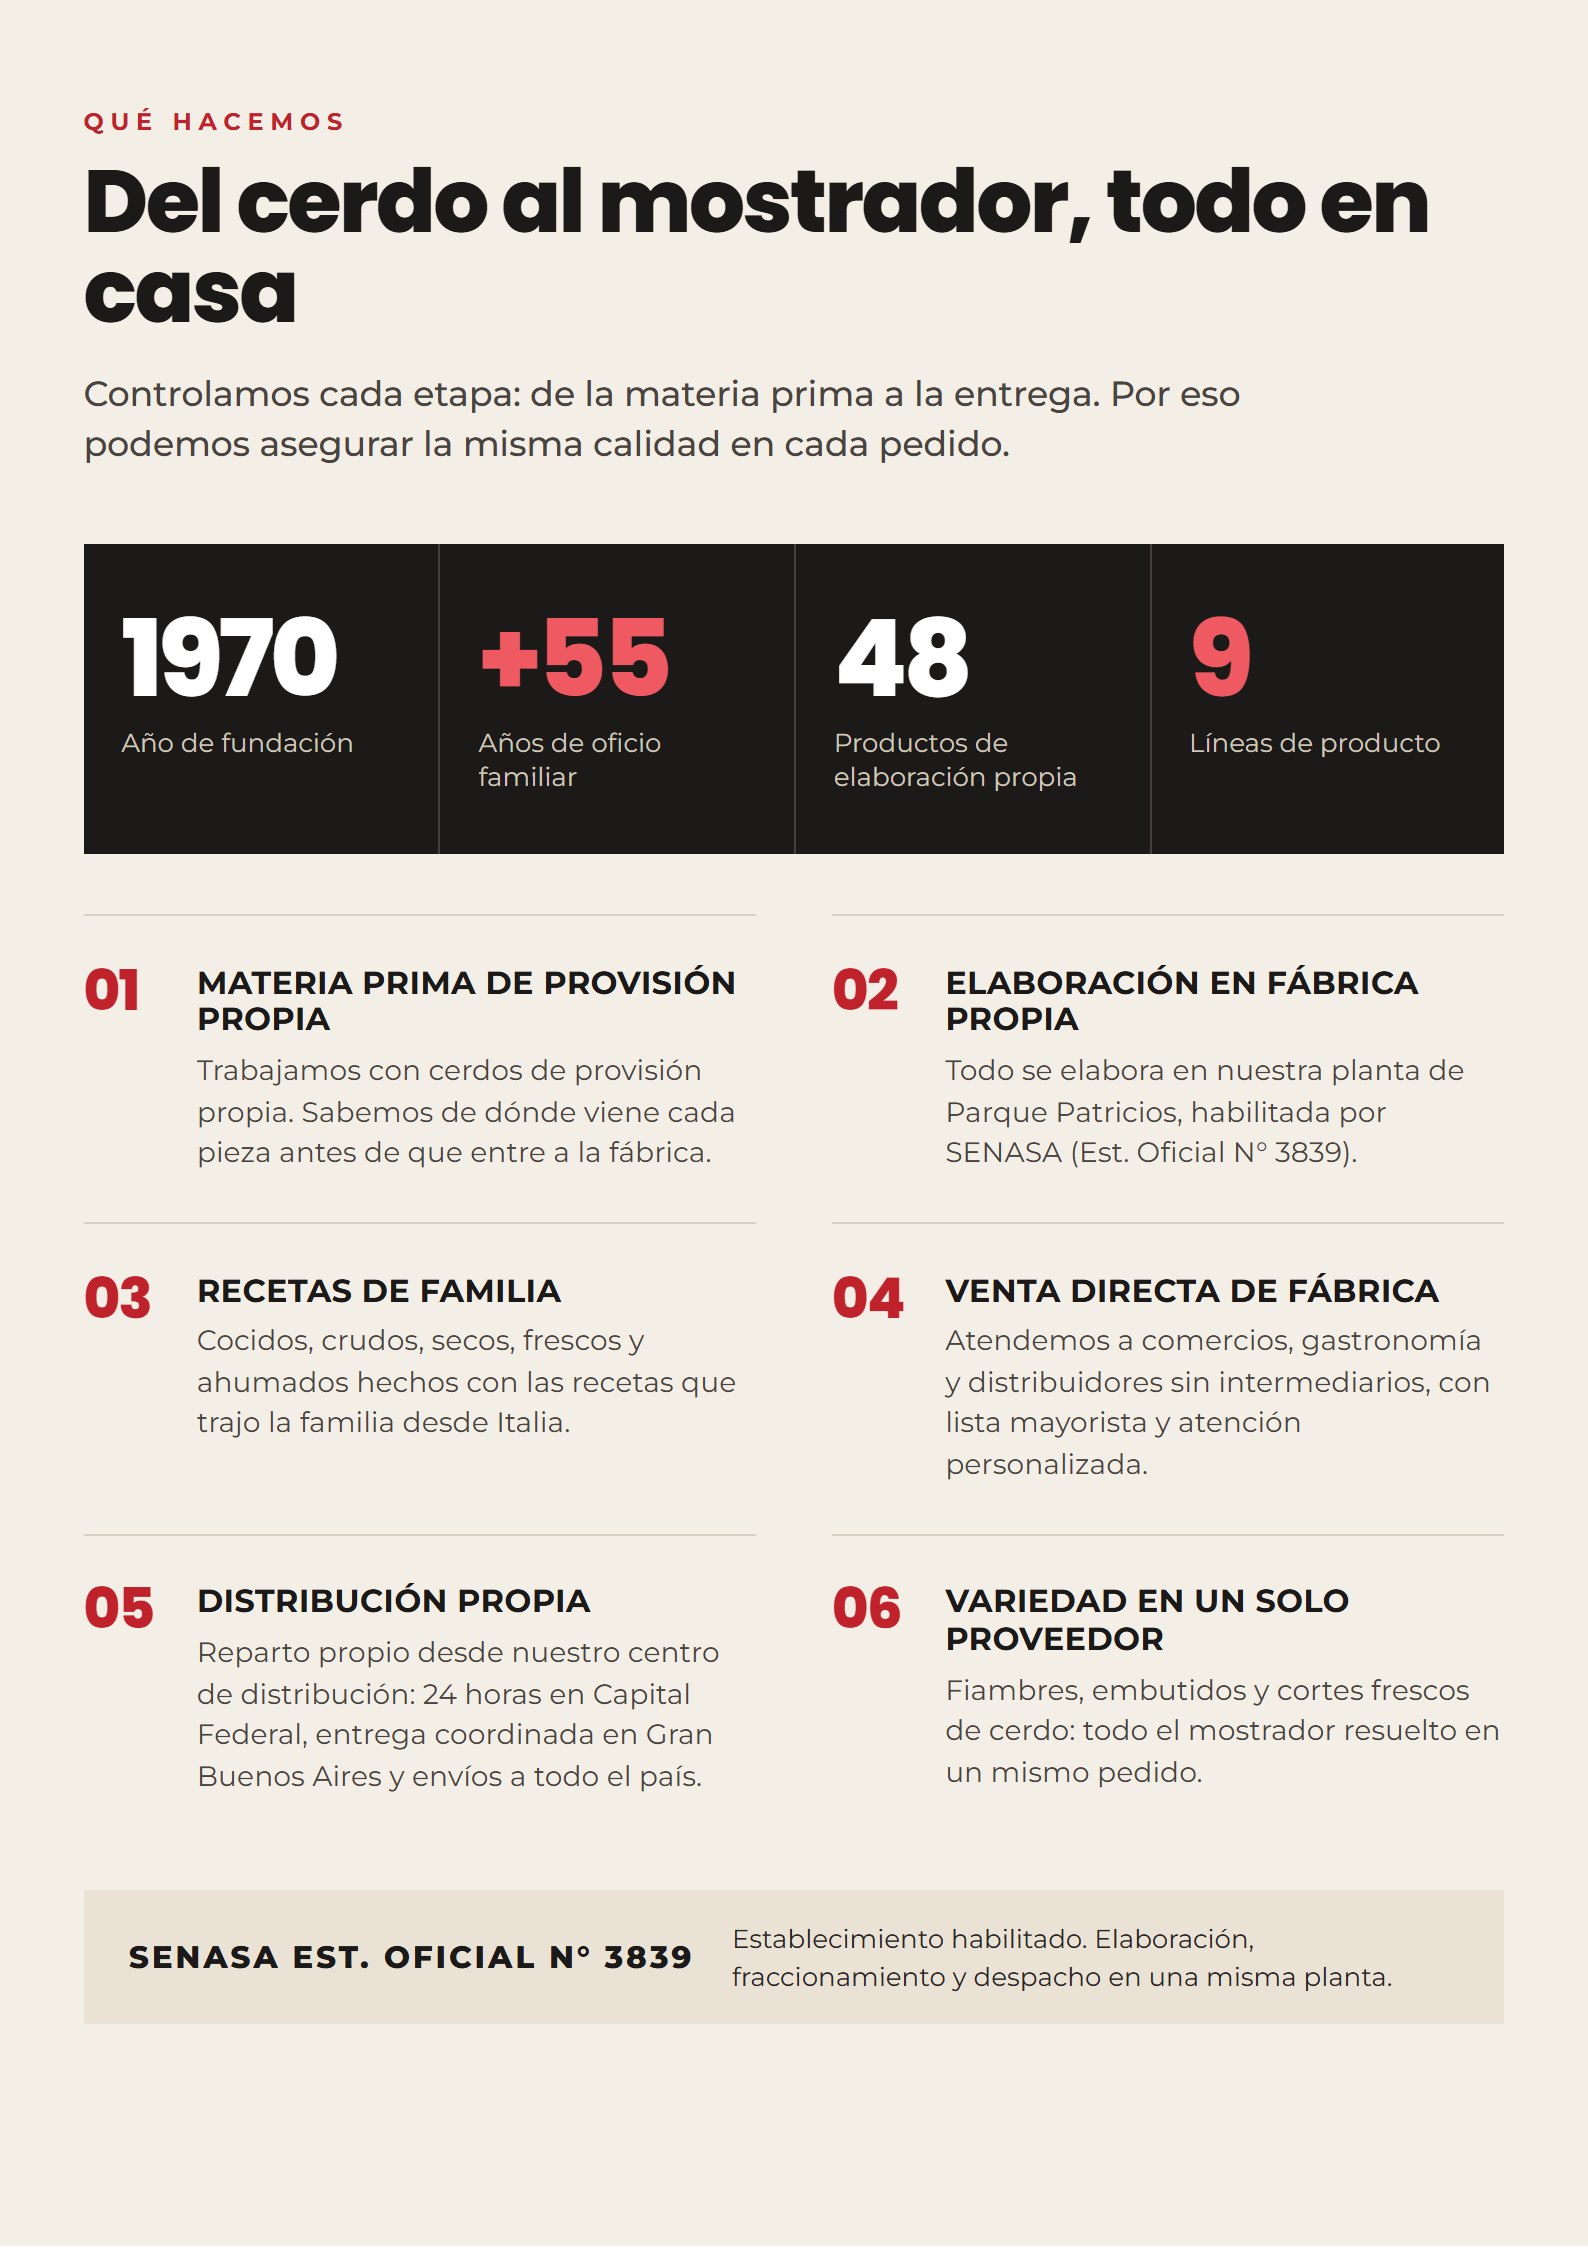 QUÉ HACEMOS
Del cerdo al mostrador, todo en
casa
Controlamos cada etapa: de la materia prima a la entrega. Por eso
podemos asegurar la misma calidad en cada pedido.
1970
Año de fundación
+55
Años de oficio
familiar
48
Productos de
elaboración propia
9
Líneas de producto
01
MATERIA PRIMA DE PROVISIÓN
PROPIA
Trabajamos con cerdos de provisión
propia. Sabemos de dónde viene cada
pieza antes de que entre a la fábrica.
02
ELABORACIÓN EN FÁBRICA
PROPIA
Todo se elabora en nuestra planta de
Parque Patricios, habilitada por
SENASA (Est. Oficial N° 3839).
03
RECETAS DE FAMILIA
Cocidos, crudos, secos, frescos y
ahumados hechos con las recetas que
trajo la familia desde Italia.
04
VENTA DIRECTA DE FÁBRICA
Atendemos a comercios, gastronomía
y distribuidores sin intermediarios, con
lista mayorista y atención
personalizada.
05
DISTRIBUCIÓN PROPIA
Reparto propio desde nuestro centro
de distribución: 24 horas en Capital
Federal, entrega coordinada en Gran
Buenos Aires y envíos a todo el país.
06
VARIEDAD EN UN SOLO
PROVEEDOR
Fiambres, embutidos y cortes frescos
de cerdo: todo el mostrador resuelto en
un mismo pedido.
SENASA EST. OFICIAL N° 3839
Establecimiento habilitado. Elaboración,
fraccionamiento y despacho en una misma planta.